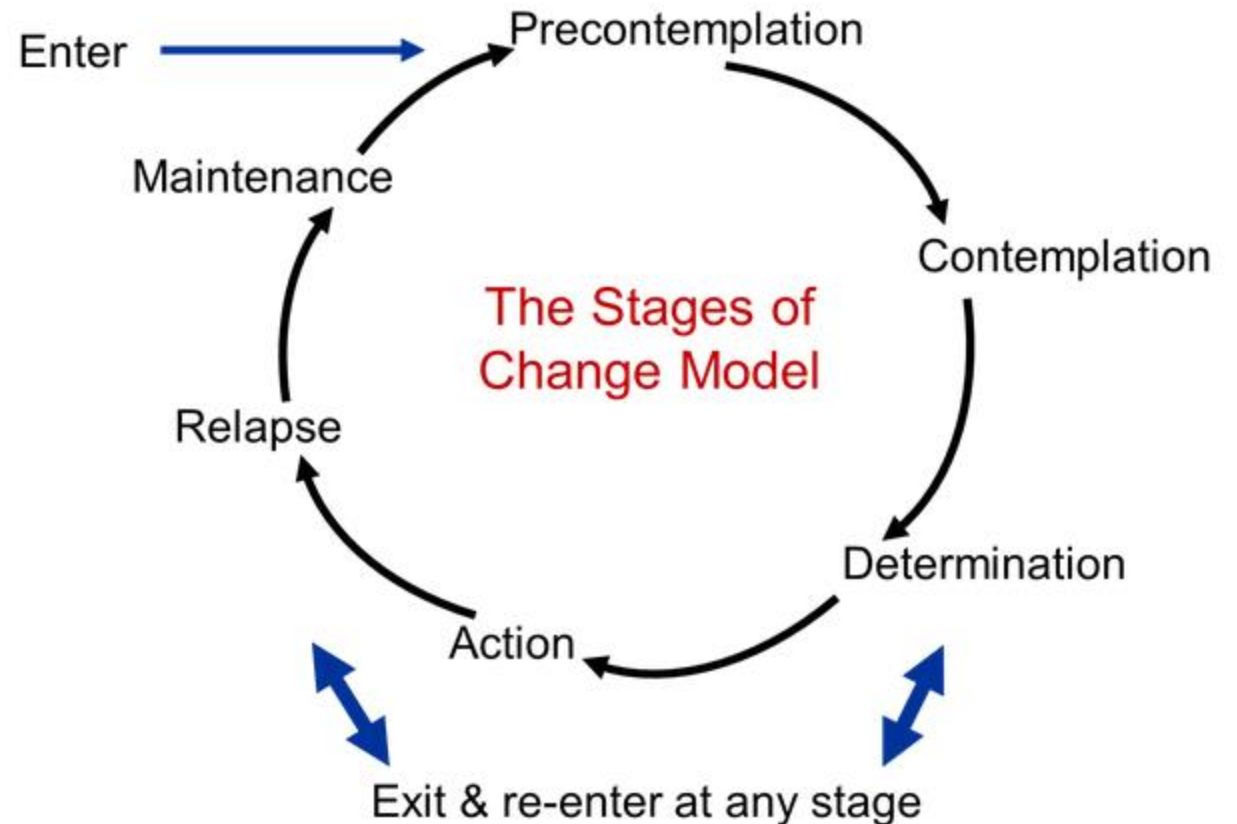 Enter
Precontemplation
Maintenance
Contemplation
The Stages of
Change Model
Relapse
Determination
Action
Exit & re-enter at any stage